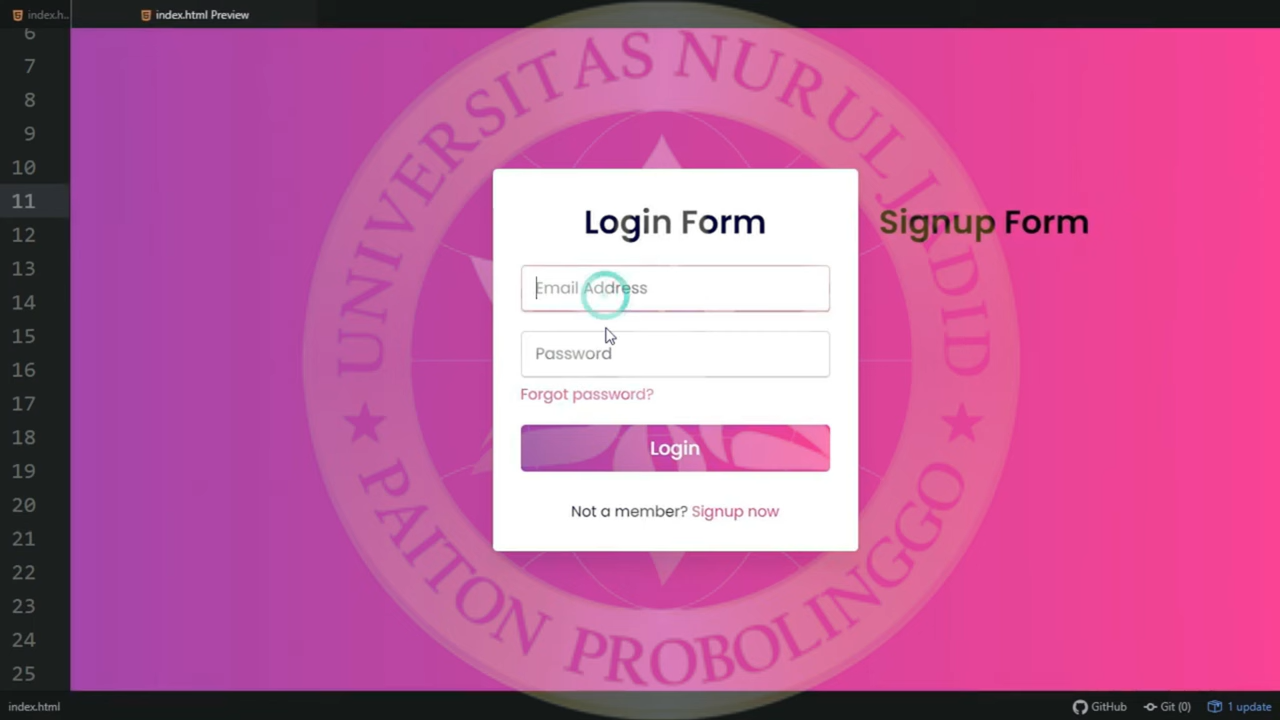 index.h..
index.html Preview
6
7
8
9
10
11
12
13
14
15
16
17
18
19
20
21
22
23
24
25
UNIVERSITAS NURUL JADID
★ PAITON PROBOLINGGO ★
Login Form
Signup Form
Email Address
Password
Forgot password?
Login
Not a member? Signup now
index.html
GitHub
Git (0)
1 update